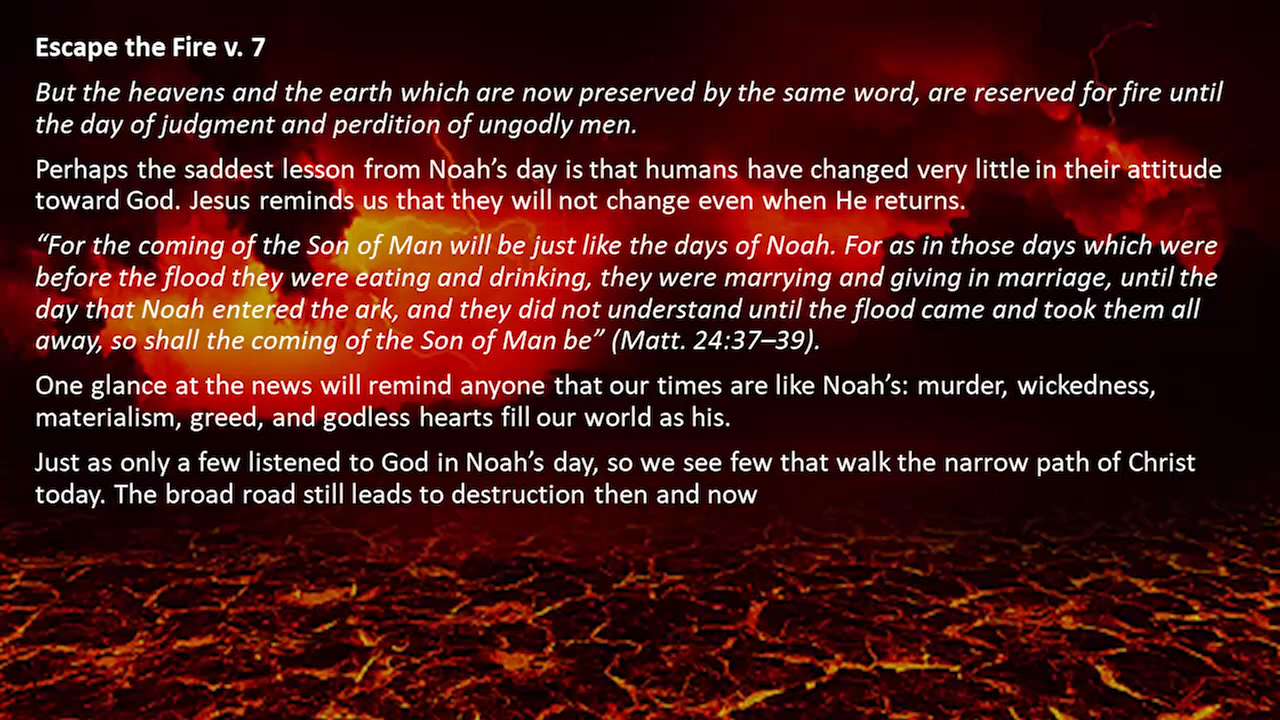 Escape the Fire v. 7
But the heavens and the earth which are now preserved by the same word, are reserved for fire until
the day of judgment and perdition of ungodly men.
Perhaps the saddest lesson from Noah’s day is that humans have changed very little in their attitude
toward God. Jesus reminds us that they will not change even when He returns.
“For the coming of the Son of Man will be just like the days of Noah. For as in those days which were
before the flood they were eating and drinking, they were marrying and giving in marriage, until the
day that Noah entered the ark, and they did not understand until the flood came and took them all
away, so shall the coming of the Son of Man be” (Matt. 24:37–39).
One glance at the news will remind anyone that our times are like Noah’s: murder, wickedness,
materialism, greed, and godless hearts fill our world as his.
Just as only a few listened to God in Noah’s day, so we see few that walk the narrow path of Christ
today. The broad road still leads to destruction then and now